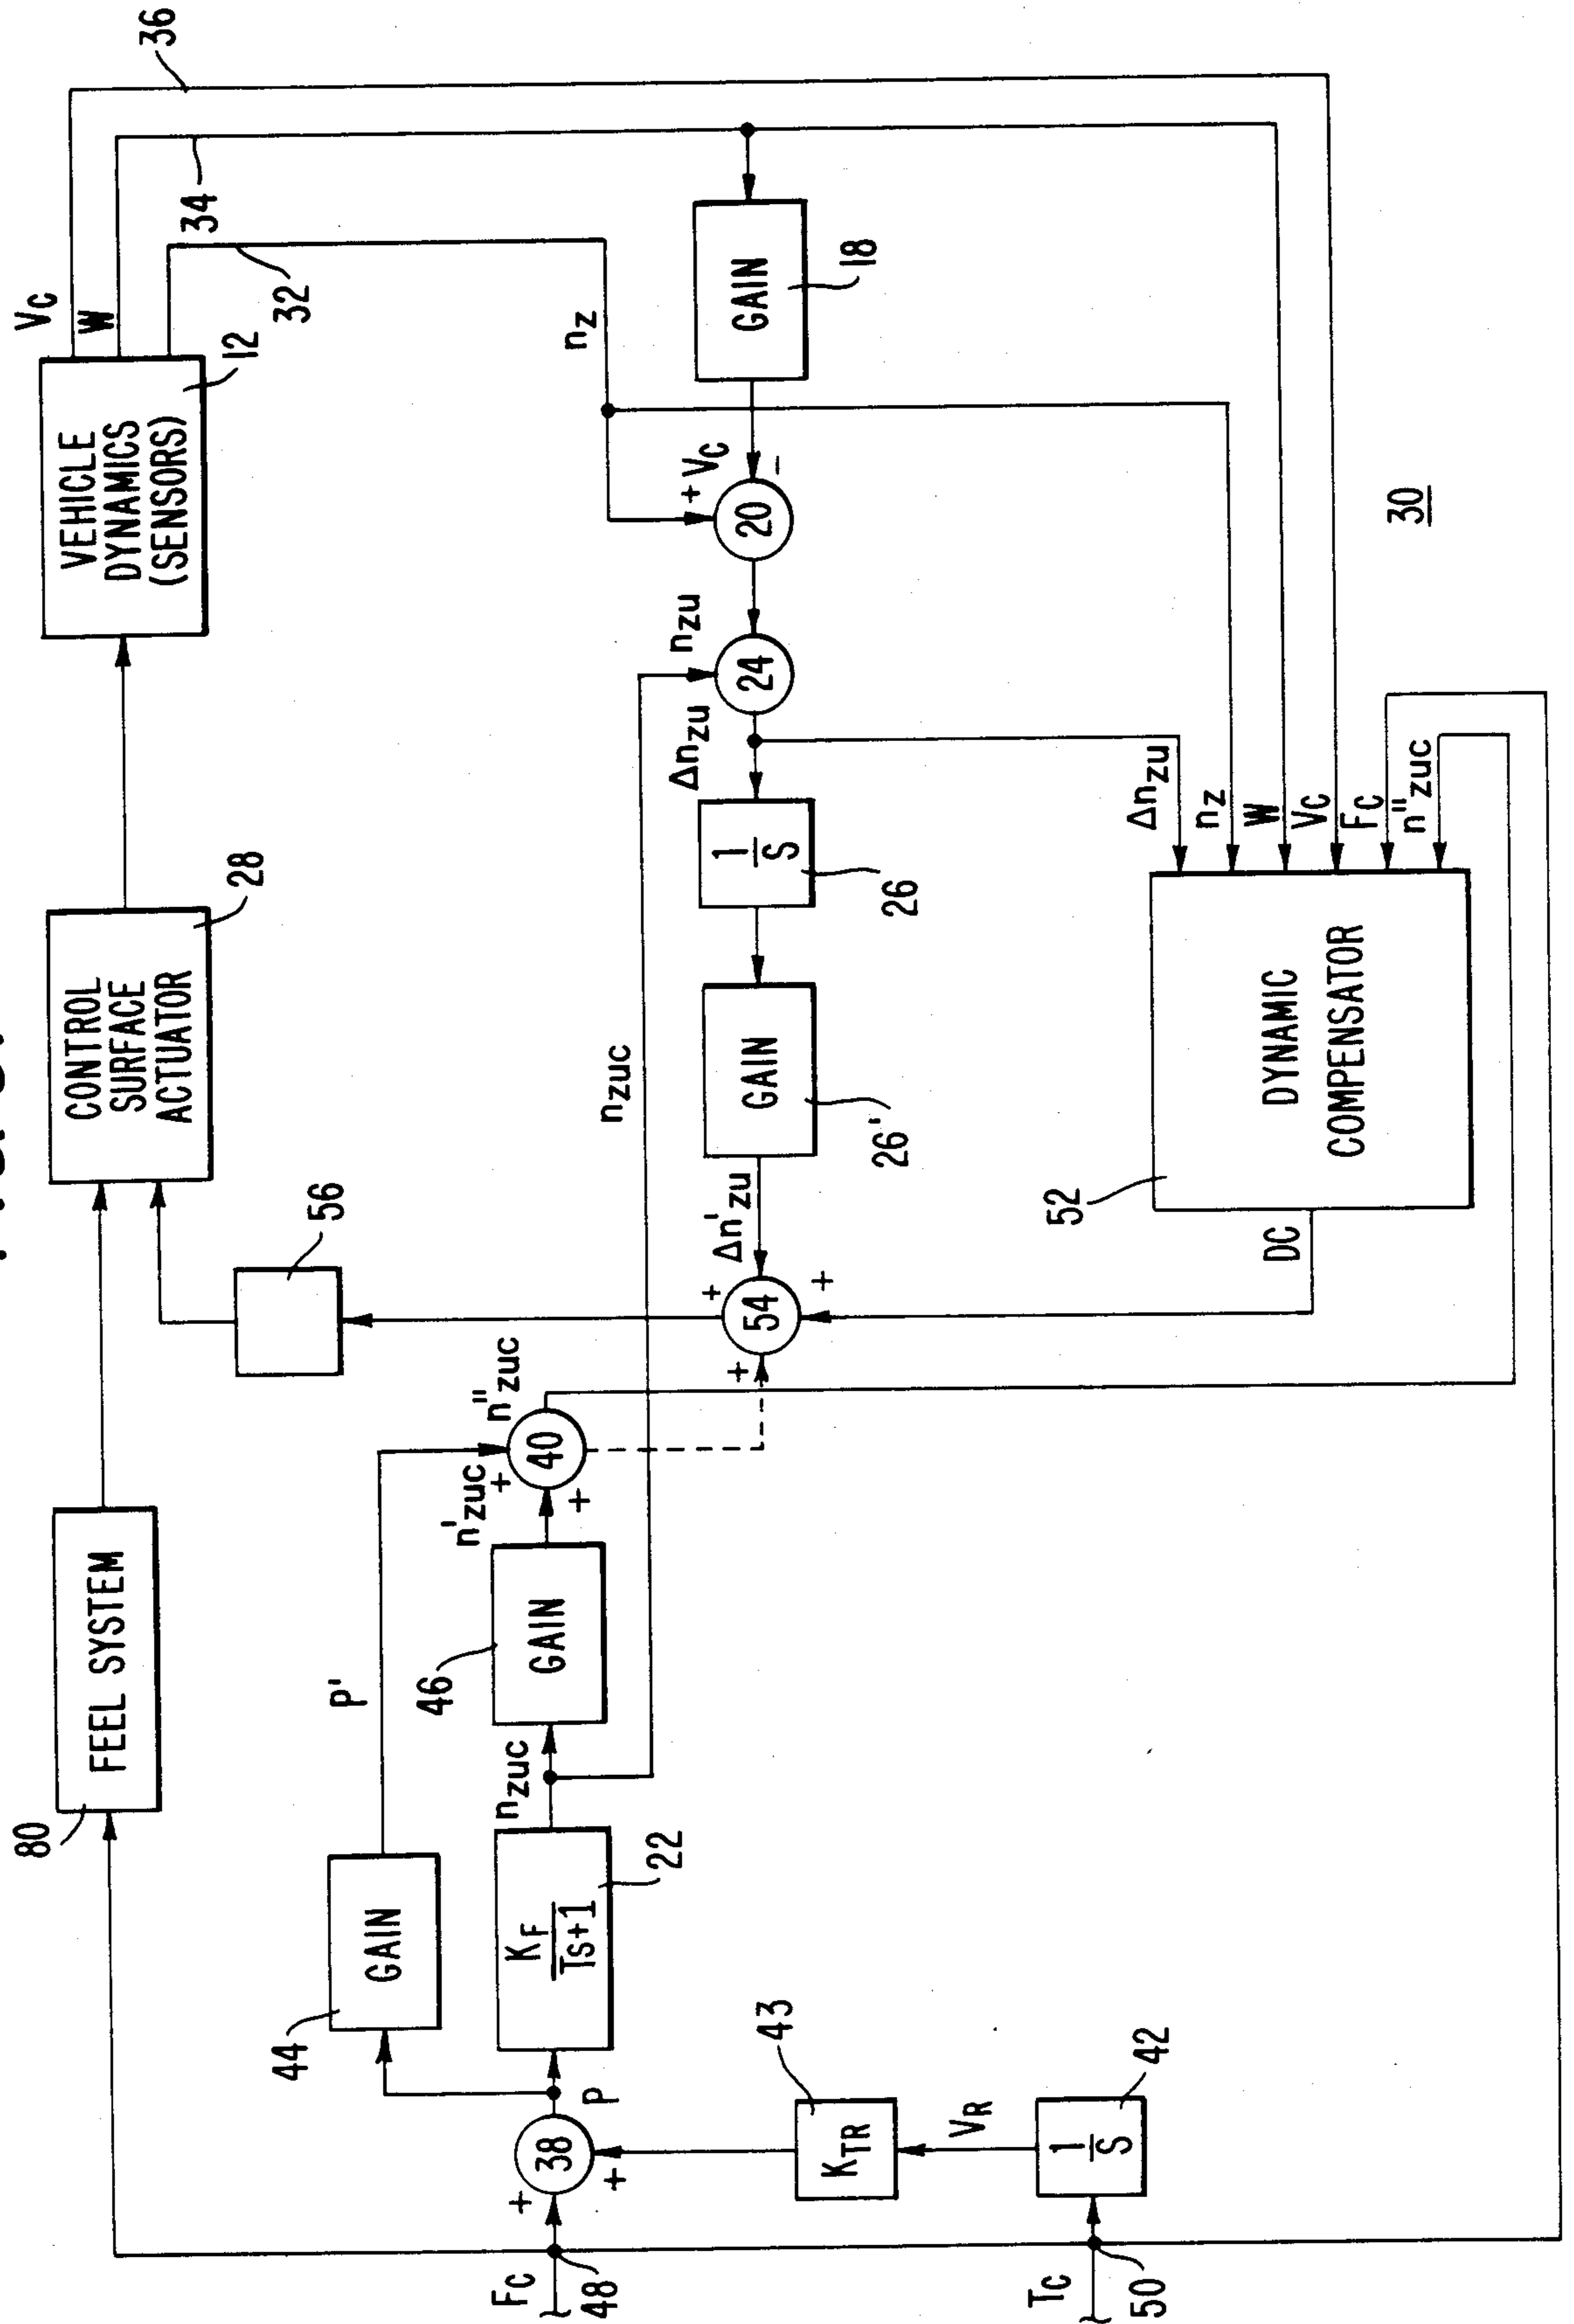 80
FEEL SYSTEM
CONTROL
SURFACE
ACTUATOR
28
VEHICLE
DYNAMICS
(SENSORS)
12
VC
W
36
34
32
nz
56
44
GAIN
P'
FC
48
+
38
+
P
KF
Ts+1
22
nzuc
46
GAIN
n'zuc
+
+
40
n"zuc
nzuc
KTR
43
VR
1
S
42
TC
50
+
54
+
+
Δn'zu
GAIN
26'
1
S
26
Δnzu
24
nzu
20
+
VC
−
GAIN
18
DC
52
DYNAMIC
COMPENSATOR
Δnzu
nz
W
VC
FC
n"zuc
30